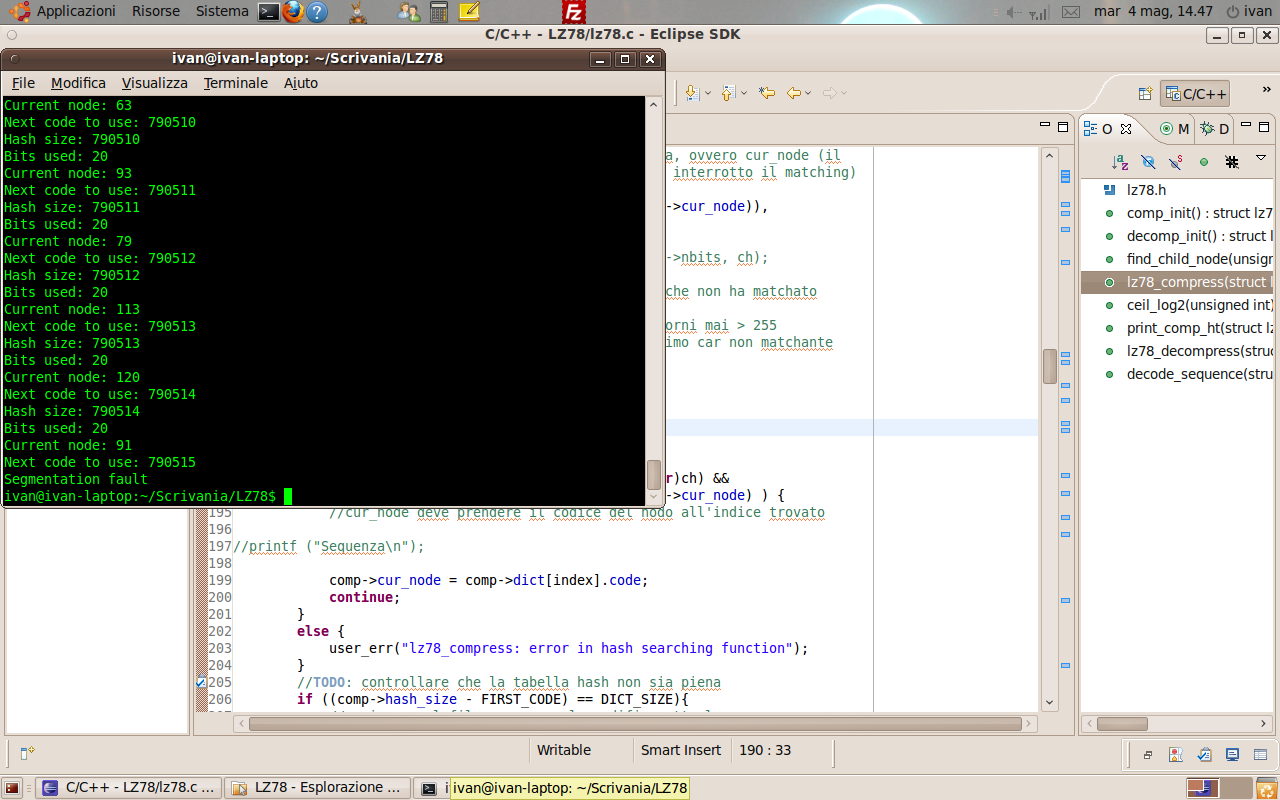 Applicazioni Risorse Sistema mar 4 mag, 14.47 ivan
C/C++ - LZ78/lz78.c - Eclipse SDK
ivan@ivan-laptop: ~/Scrivania/LZ78
File Modifica Visualizza Terminale Aiuto
Current node: 63
Next code to use: 790510
Hash size: 790510
Bits used: 20
Current node: 93
Next code to use: 790511
Hash size: 790511
Bits used: 20
Current node: 79
Next code to use: 790512
Hash size: 790512
Bits used: 20
Current node: 113
Next code to use: 790513
Hash size: 790513
Bits used: 20
Current node: 120
Next code to use: 790514
Hash size: 790514
Bits used: 20
Current node: 91
Next code to use: 790515
Segmentation fault
ivan@ivan-laptop:~/Scrivania/LZ78$
C/C++
a, ovvero cur_node (il
interrotto il matching)
>cur_node)),
>nbits, ch);
che non ha matchato
orni mai > 255
imo car non matchante
r)ch) &&
>cur_node) ) {
195 //cur_node deve prendere il codice del nodo all'indice trovato
196
197 //printf ("Sequenza\n");
198
199 comp->cur_node = comp->dict[index].code;
200 continue;
201 }
202 else {
203 user_err("lz78_compress: error in hash searching function");
204 }
205 //TODO: controllare che la tabella hash non sia piena
206 if ((comp->hash_size - FIRST_CODE) == DICT_SIZE){
O M D
lz78.h
comp_init() : struct lz7
decomp_init() : struct l
find_child_node(unsign
lz78_compress(struct l
ceil_log2(unsigned int)
print_comp_ht(struct lz
lz78_decompress(struc
decode_sequence(stru
Writable Smart Insert 190 : 33
C/C++ - LZ78/lz78.c ... LZ78 - Esplorazione ... ivan@ivan-laptop: ~/Scrivania/LZ78